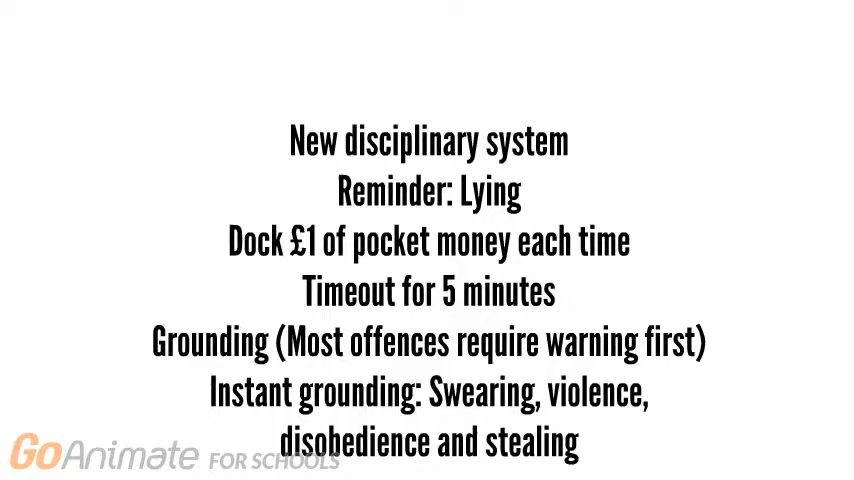 New disciplinary system
Reminder: Lying
Dock £1 of pocket money each time
Timeout for 5 minutes
Grounding (Most offences require warning first)
Instant grounding: Swearing, violence,
disobedience and stealing
GoAnimate FOR SCHOOLS